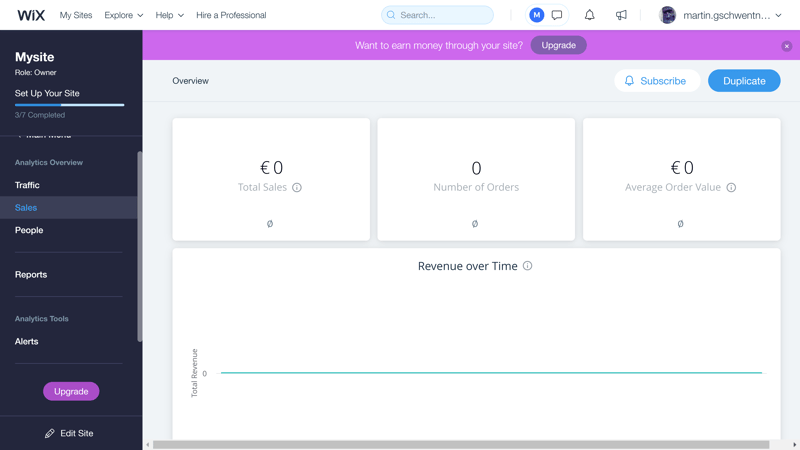 WiX
My Sites
Explore
Help
Hire a Professional
Search...
M
martin.gschwentn...
Want to earn money through your site?
Upgrade
Mysite
Role: Owner
Set Up Your Site
3/7 Completed
Main Menu
Analytics Overview
Traffic
Sales
People
Reports
Analytics Tools
Alerts
Upgrade
Edit Site
Overview
Subscribe
Duplicate
€ 0
Total Sales
Ø
0
Number of Orders
Ø
€ 0
Average Order Value
Ø
Revenue over Time
Total Revenue
0